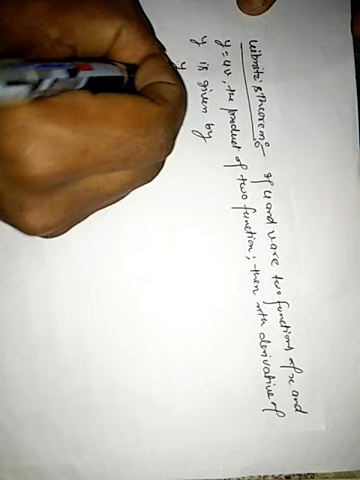 Leibnitz's Theorem:- If u and v are two functions of x and
y = uv, the product of two function; then nth derivative of
y is given by
y